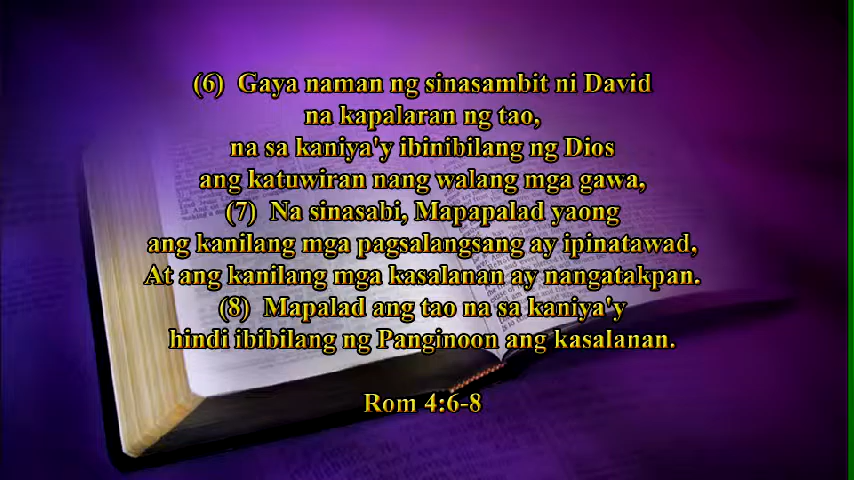 (6)  Gaya naman ng sinasambit ni David
na kapalaran ng tao,
na sa kaniya'y ibinibilang ng Dios
ang katuwiran nang walang mga gawa,
(7)  Na sinasabi, Mapapalad yaong
ang kanilang mga pagsalangsang ay ipinatawad,
At ang kanilang mga kasalanan ay nangatakpan.
(8)  Mapalad ang tao na sa kaniya'y
hindi ibibilang ng Panginoon ang kasalanan.
Rom 4:6-8